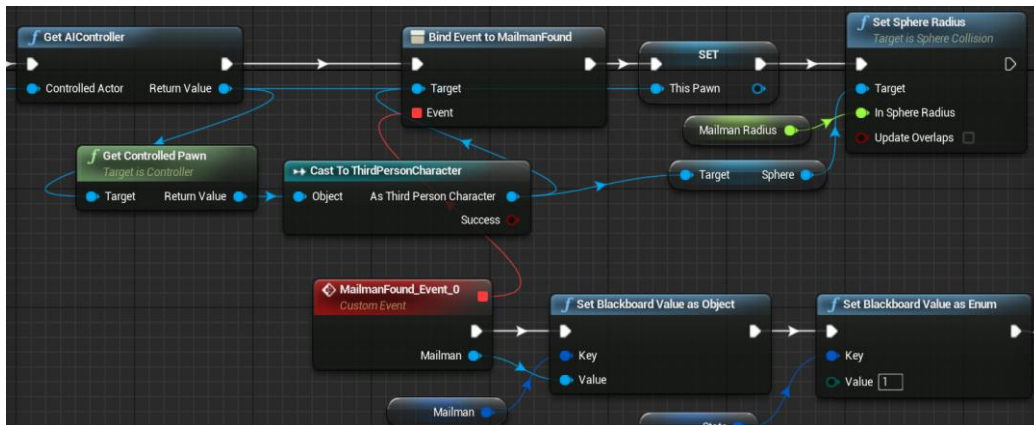 Get AIController
Controlled Actor
Return Value
Bind Event to MailmanFound
Target
Event
SET
This Pawn
Set Sphere Radius
Target is Sphere Collision
Target
In Sphere Radius
Update Overlaps
Mailman Radius
Target
Sphere
Get Controlled Pawn
Target is Controller
Target
Return Value
Cast To ThirdPersonCharacter
Object
As Third Person Character
Success
MailmanFound_Event_0
Custom Event
Mailman
Set Blackboard Value as Object
Key
Value
Mailman
Set Blackboard Value as Enum
Key
Value 1
State